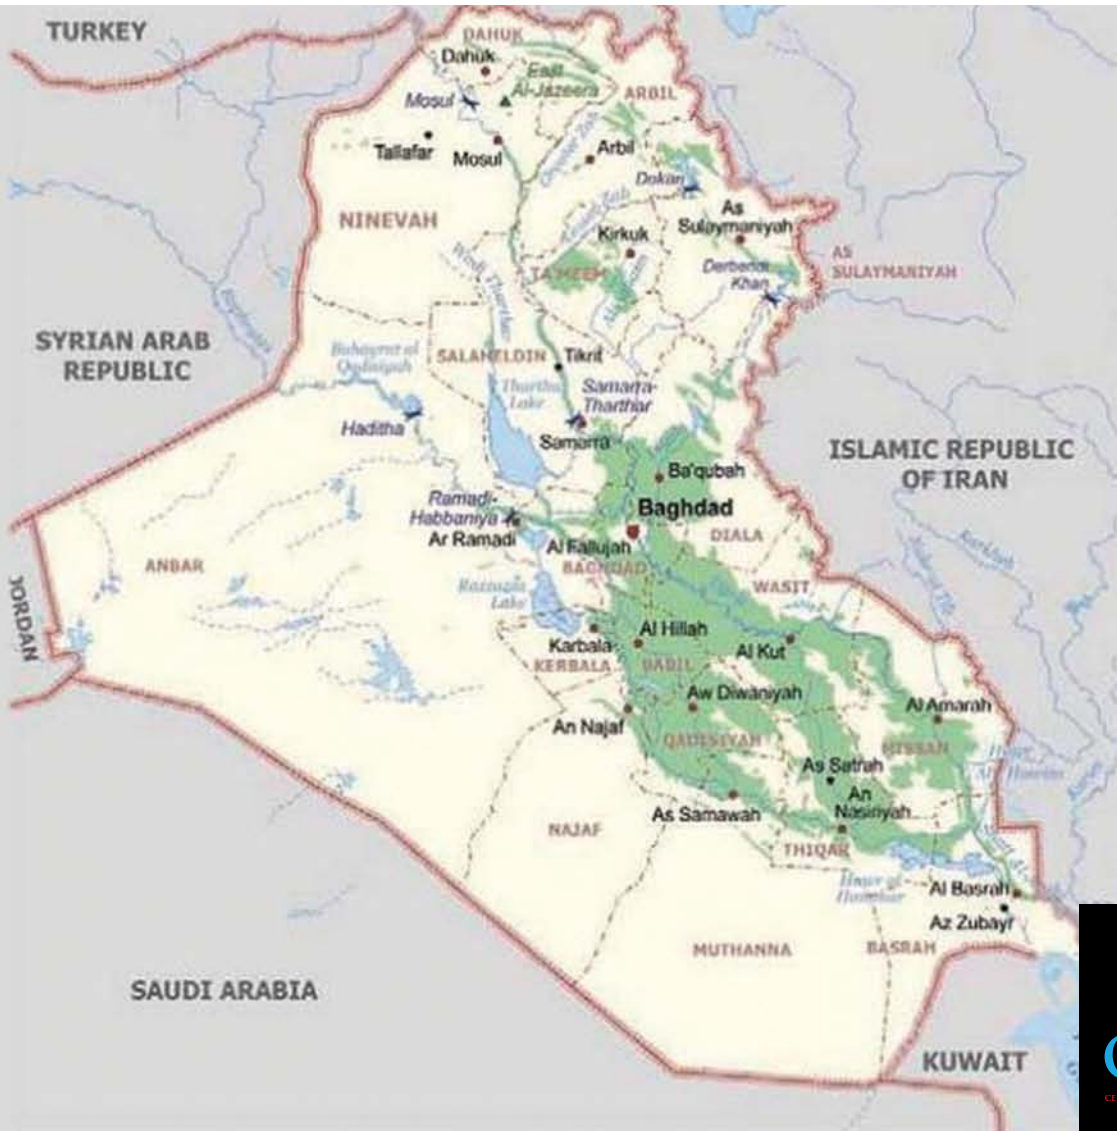 TURKEY
DAHUK
Dahuk
East
Al-Jazeera
Mosul
ARBIL
Tallafar
Mosul
Arbil
Dokan
NINEVAH
As
Sulaymaniyah
Kirkuk
AS
SULAYMANIYAH
TA'MEEM
Khan
SYRIAN ARAB
REPUBLIC
SALAHELDIN
Tikrit
Samarra-
Tharthar
Lake
Haditha
Samarra
ISLAMIC REPUBLIC
OF IRAN
Ba'qubah
Ramadi-
Habbaniya
Baghdad
Ar Ramadi
Al Fallujah
DIALA
ANBAR
BAGHDAD
WASIT
Razzaza
Lake
JORDAN
Karbala
Al Hillah
Al Kut
KERBALA
BABIL
Aw Diwaniyah
Al Amarah
An Najaf
QADISIYAH
MISSAN
As Satrah
An
Nasiriyah
As Samawah
NAJAF
THIQAR
Al Basrah
Az Zubayr
MUTHANNA
BASRAH
SAUDI ARABIA
KUWAIT